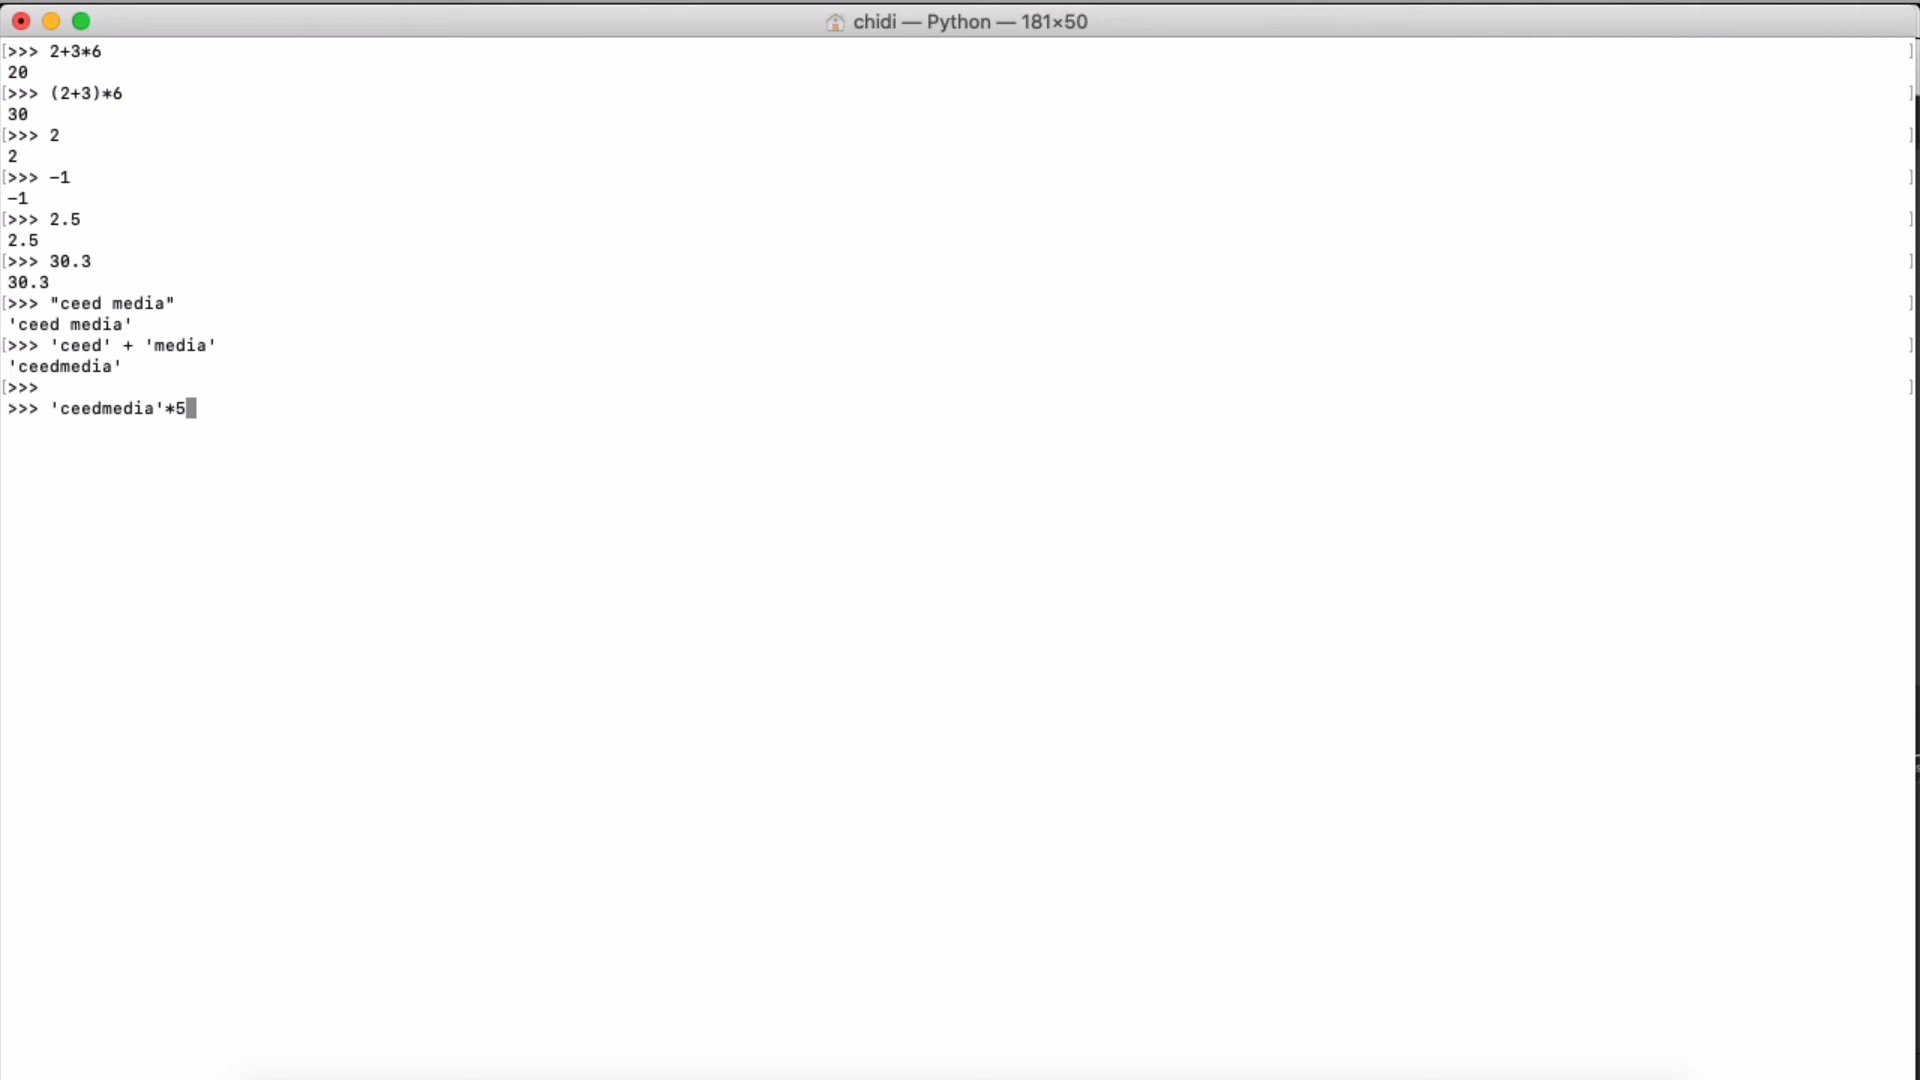 chidi — Python — 181×50
[>>> 2+3*6 ]
20
[>>> (2+3)*6 ]
30
[>>> 2 ]
2
[>>> -1 ]
-1
[>>> 2.5 ]
2.5
[>>> 30.3 ]
30.3
[>>> "ceed media" ]
'ceed media'
[>>> 'ceed' + 'media' ]
'ceedmedia'
[>>> ]
>>> 'ceedmedia'*5